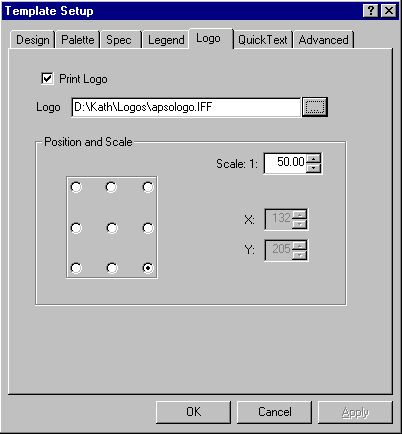 Template Setup
Design Palette Spec Legend Logo QuickText Advanced
Print Logo
Logo D:\Kath\Logos\apsologo.IFF ...
Position and Scale
Scale: 1: 50.00
X: 132
Y: 205
OK Cancel Apply